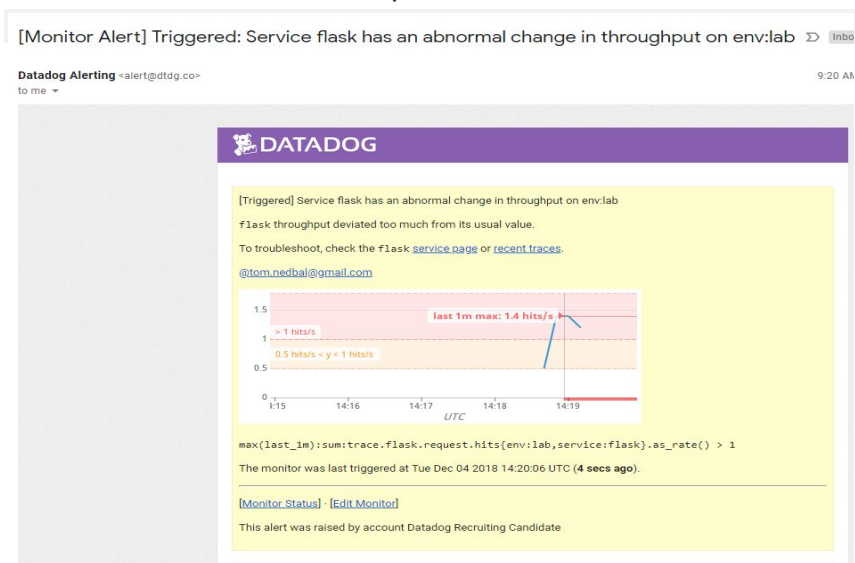 [Monitor Alert] Triggered: Service flask has an abnormal change in throughput on env:lab Inbo
Datadog Alerting <alert@dtdg.co> 9:20 AM
to me
DATADOG
[Triggered] Service flask has an abnormal change in throughput on env:lab
flask throughput deviated too much from its usual value.
To troubleshoot, check the flask service page or recent traces.
@tom.nedbal@gmail.com
1.5
last 1m max: 1.4 hits/s
> 1 hits/s
1
0.5 hits/s < y < 1 hits/s
0.5
0
14:16 14:17 14:18 14:19
UTC
max(last_1m):sum:trace.flask.request.hits{env:lab,service:flask}.as_rate() > 1
The monitor was last triggered at Tue Dec 04 2018 14:20:06 UTC (4 secs ago).
[Monitor Status] · [Edit Monitor]
This alert was raised by account Datadog Recruiting Candidate